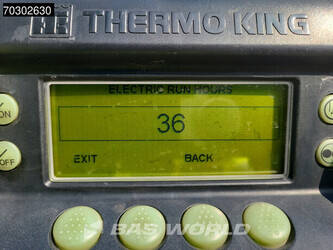 70302630
THERMO KING
ELECTRIC RUN HOURS
36
EXIT BACK
ON
OFF
BAS WORLD